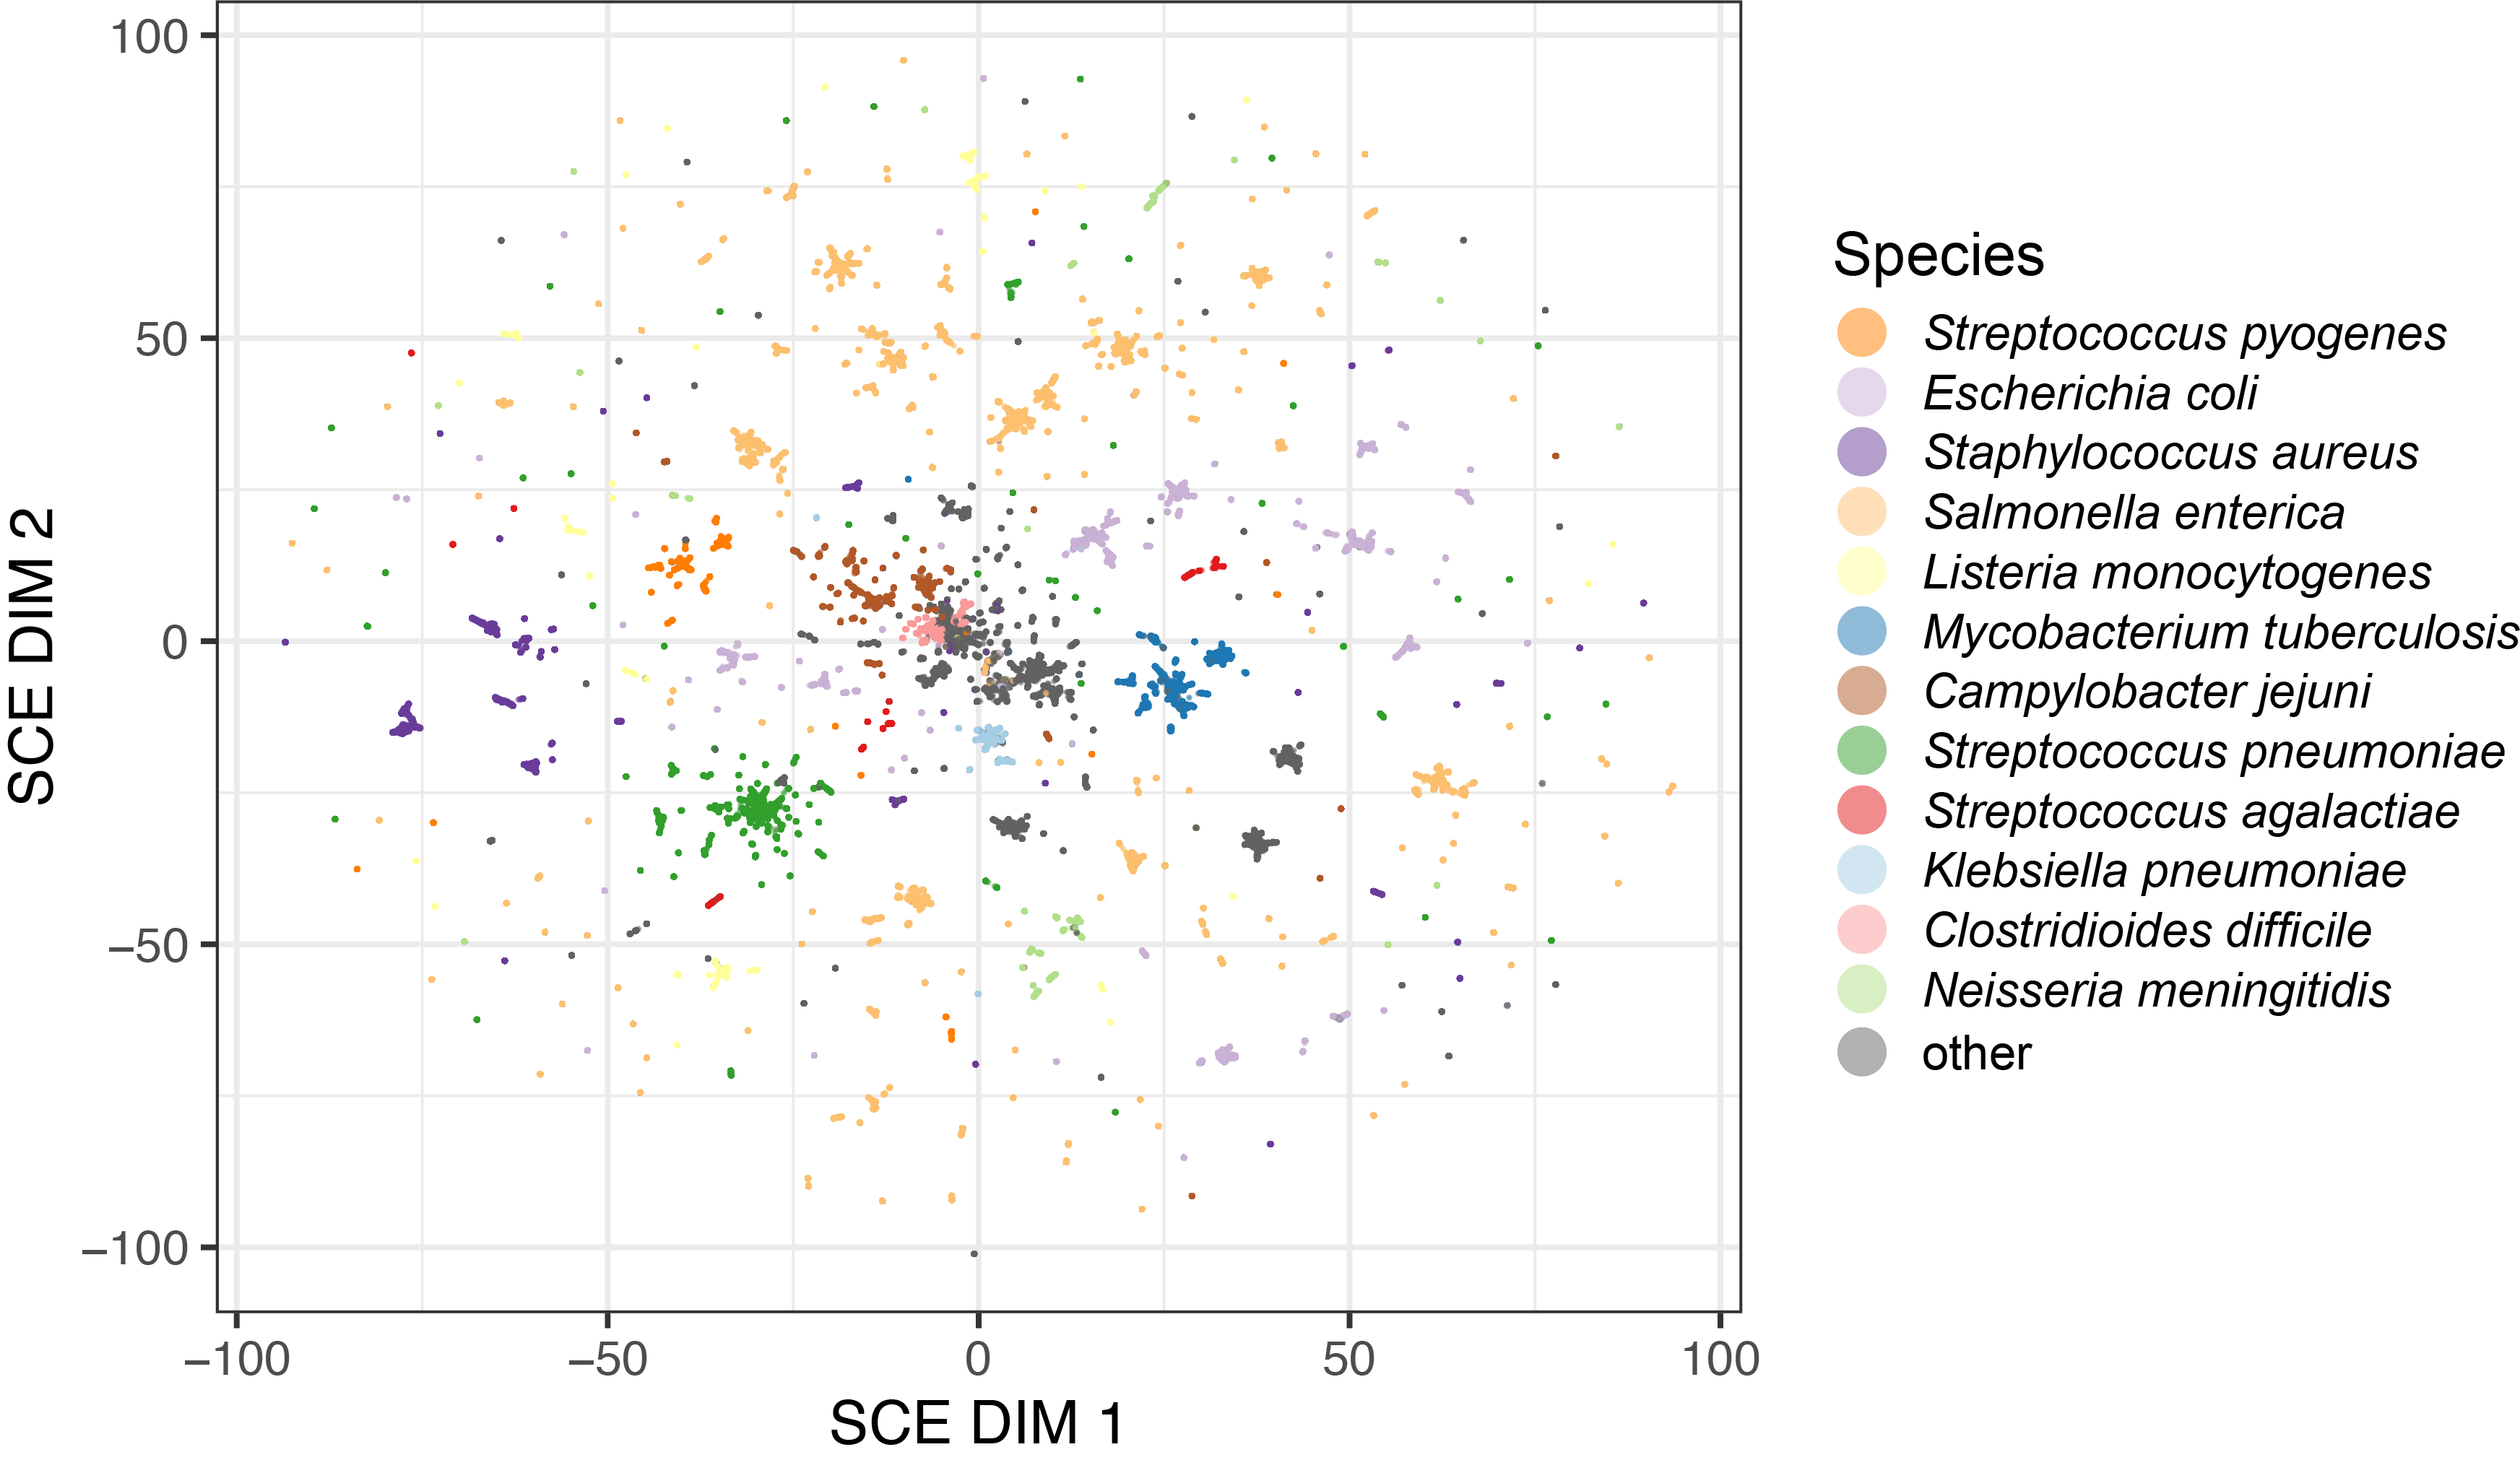 100
50
0
−50
−100
SCE DIM 2
−100
−50
0
50
100
SCE DIM 1
Species
Streptococcus pyogenes
Escherichia coli
Staphylococcus aureus
Salmonella enterica
Listeria monocytogenes
Mycobacterium tuberculosis
Campylobacter jejuni
Streptococcus pneumoniae
Streptococcus agalactiae
Klebsiella pneumoniae
Clostridioides difficile
Neisseria meningitidis
other